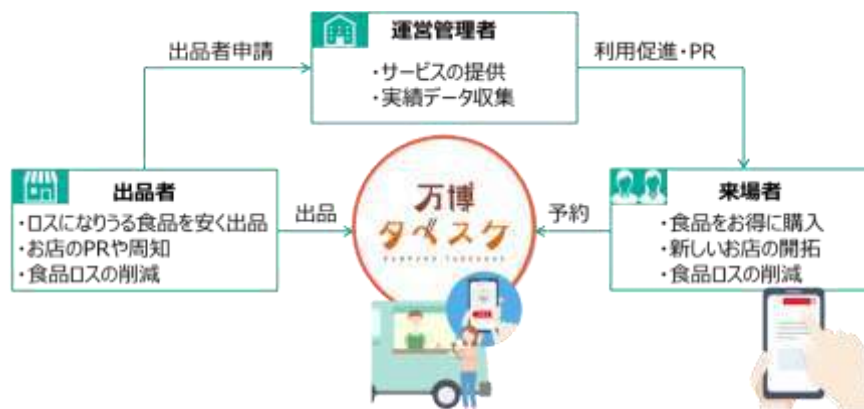 運営管理者
・サービスの提供
・実績データ収集
出品者申請
利用促進・PR
出品者
・ロスになりうる食品を安く出品
・お店のPRや周知
・食品ロスの削減
出品
万博
タベスケ
予約
来場者
・食品をお得に購入
・新しいお店の開拓
・食品ロスの削減